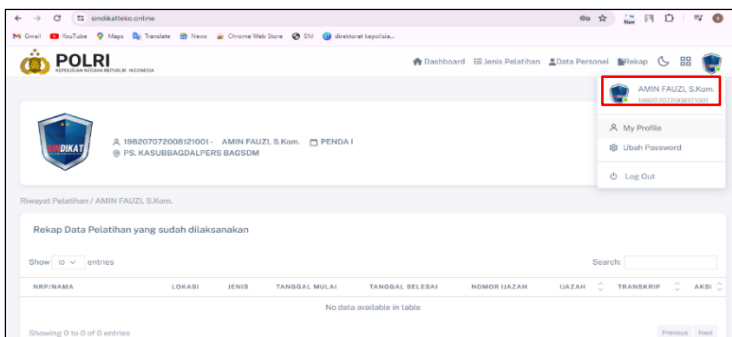 sindikatteko.online
Gmail YouTube Maps Translate News Chrome Web Store SNI direktorat kepolisia...
POLRI
KEPOLISIAN NEGARA REPUBLIK INDONESIA
Dashboard Jenis Pelatihan Data Personel Rekap
AMIN FAUZI, S.Kom.
198207072008121001
My Profile
Ubah Password
Log Out
SINDIKAT
198207072008121001 - AMIN FAUZI, S.Kom. PENDA I
PS. KASUBBAGDALPERS BAGSDM
Riwayat Pelatihan / AMIN FAUZI, S.Kom.
Rekap Data Pelatihan yang sudah dilaksanakan
Show 10 entries
Search:
NRP/NAMA LOKASI JENIS TANGGAL MULAI TANGGAL SELESAI NOMOR IJAZAH IJAZAH TRANSKRIP AKSI
No data available in table
Showing 0 to 0 of 0 entries
Previous Next